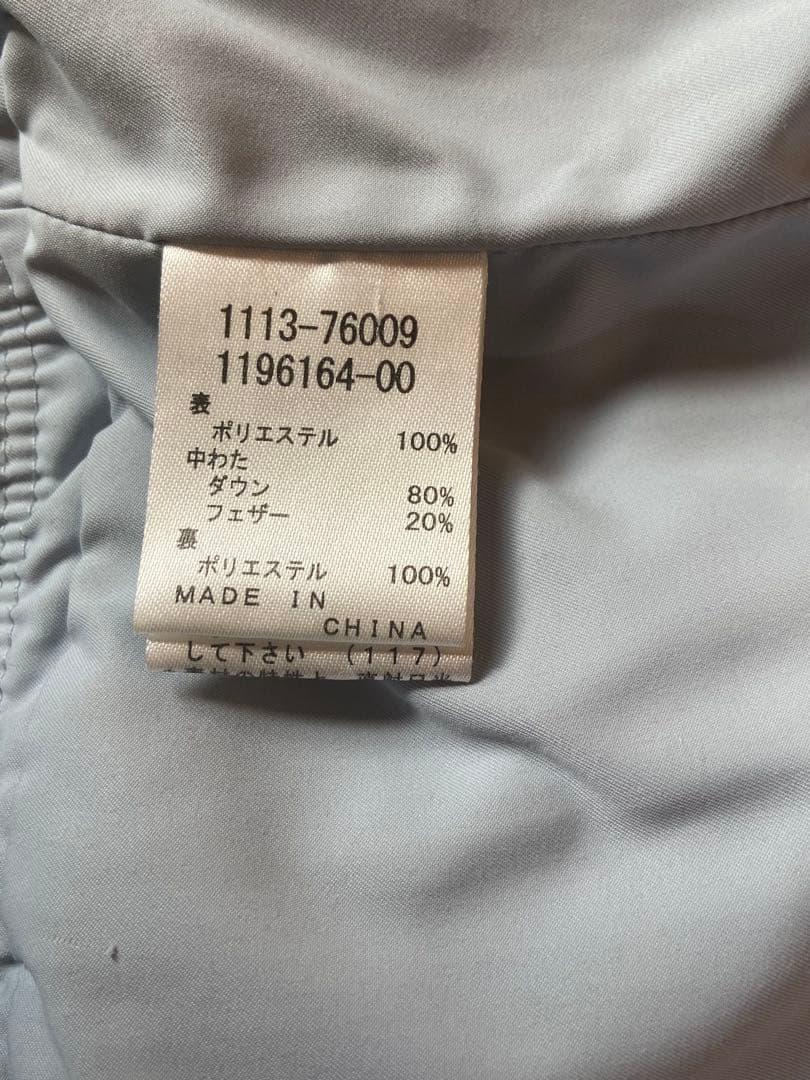 1113-76009
1196164-00
表
ポリエステル 100%
中わた
ダウン 80%
フェザー 20%
裏
ポリエステル 100%
MADE IN
CHINA
して下さい (117)